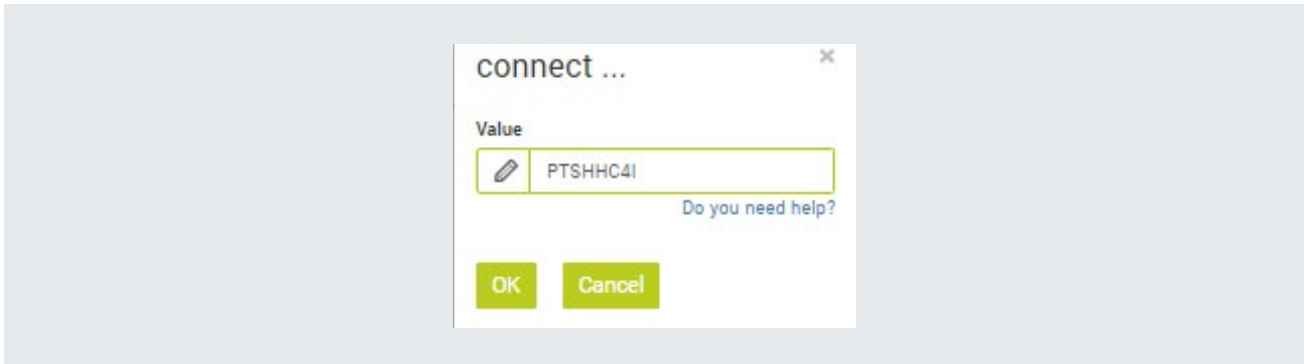 connect ...
Value
PTSHHC4I
Do you need help?
OK
Cancel